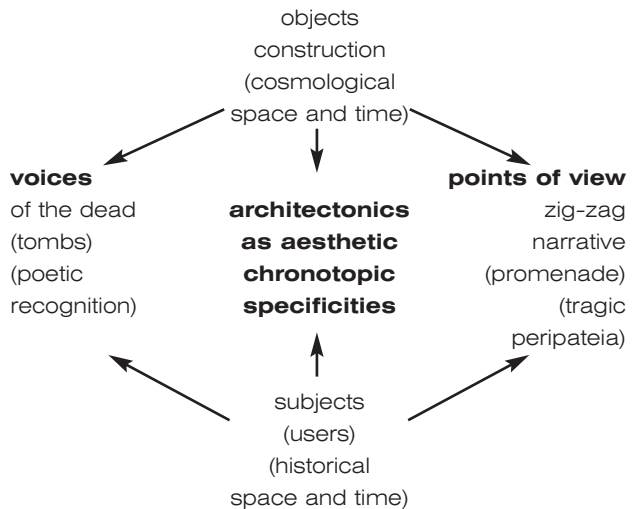 objects
construction
(cosmological
space and time)
voices
of the dead
(tombs)
(poetic
recognition)
architectonics
as aesthetic
chronotopic
specificities
points of view
zig-zag
narrative
(promenade)
(tragic
peripateia)
subjects
(users)
(historical
space and time)